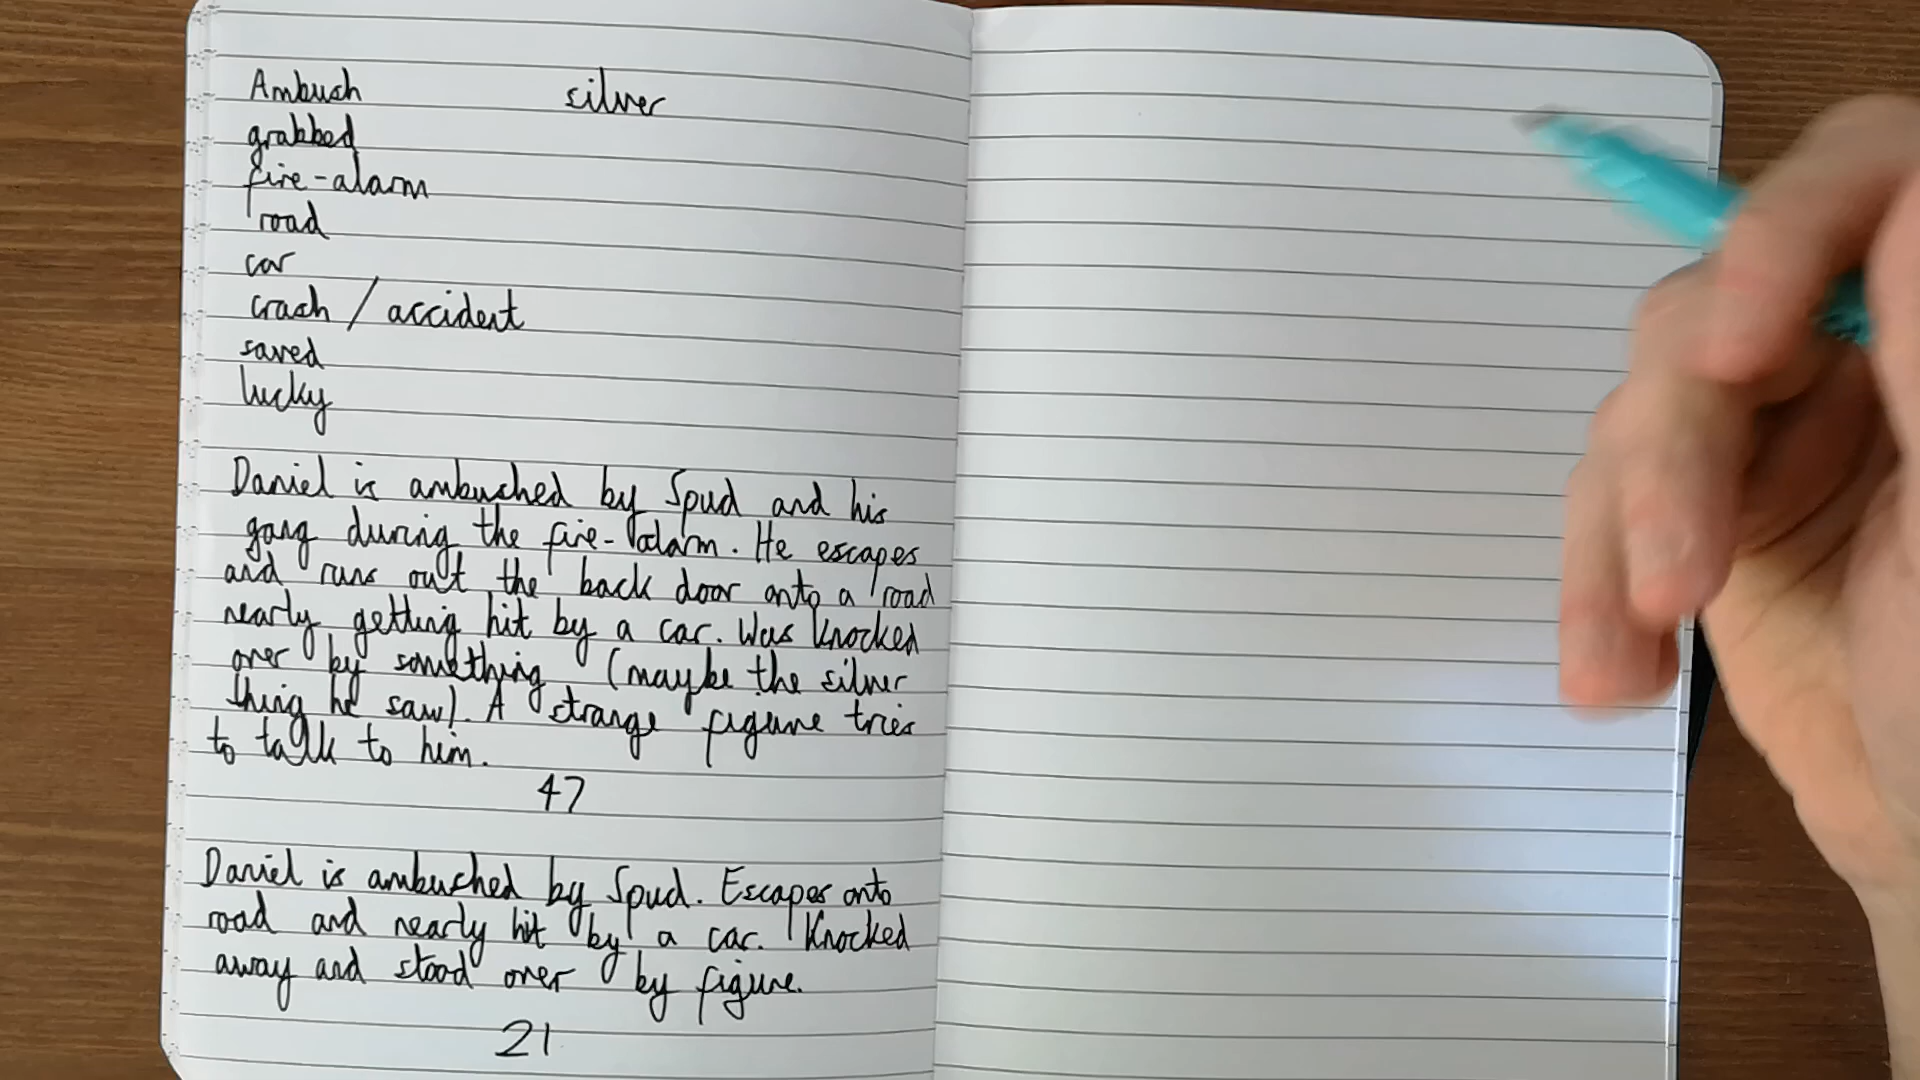 Ambush silver
grabbed
fire-alarm
road
car
crash / accident
saved
lucky
Daniel is ambushed by Spud and his
gang during the fire-alarm. He escapes
and runs out the back door onto a road
nearly getting hit by a car. Was knocked
over by something (maybe the silver
thing he saw). A strange figure tries
to talk to him.
47
Daniel is ambushed by Spud. Escapes onto
road and nearly hit by a car. Knocked
away and stood over by figure.
21